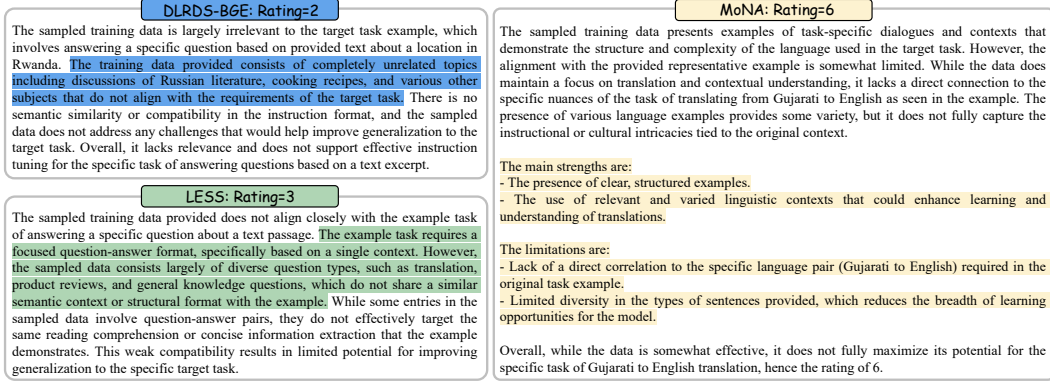 DLRDS-BGE: Rating=2
The sampled training data is largely irrelevant to the target task example, which
involves answering a specific question based on provided text about a location in
Rwanda. The training data provided consists of completely unrelated topics
including discussions of Russian literature, cooking recipes, and various other
subjects that do not align with the requirements of the target task. There is no
semantic similarity or compatibility in the instruction format, and the sampled
data does not address any challenges that would help improve generalization to the
target task. Overall, it lacks relevance and does not support effective instruction
tuning for the specific task of answering questions based on a text excerpt.
LESS: Rating=3
The sampled training data provided does not align closely with the example task
of answering a specific question about a text passage. The example task requires a
focused question-answer format, specifically based on a single context. However,
the sampled data consists largely of diverse question types, such as translation,
product reviews, and general knowledge questions, which do not share a similar
semantic context or structural format with the example. While some entries in the
sampled data involve question-answer pairs, they do not effectively target the
same reading comprehension or concise information extraction that the example
demonstrates. This weak compatibility results in limited potential for improving
generalization to the specific target task.
MoNA: Rating=6
The sampled training data presents examples of task-specific dialogues and contexts that
demonstrate the structure and complexity of the language used in the target task. However, the
alignment with the provided representative example is somewhat limited. While the data does
maintain a focus on translation and contextual understanding, it lacks a direct connection to the
specific nuances of the task of translating from Gujarati to English as seen in the example. The
presence of various language examples provides some variety, but it does not fully capture the
instructional or cultural intricacies tied to the original context.
The main strengths are:
- The presence of clear, structured examples.
- The use of relevant and varied linguistic contexts that could enhance learning and
understanding of translations.
The limitations are:
- Lack of a direct correlation to the specific language pair (Gujarati to English) required in the
original task example.
- Limited diversity in the types of sentences provided, which reduces the breadth of learning
opportunities for the model.
Overall, while the data is somewhat effective, it does not fully maximize its potential for the
specific task of Gujarati to English translation, hence the rating of 6.